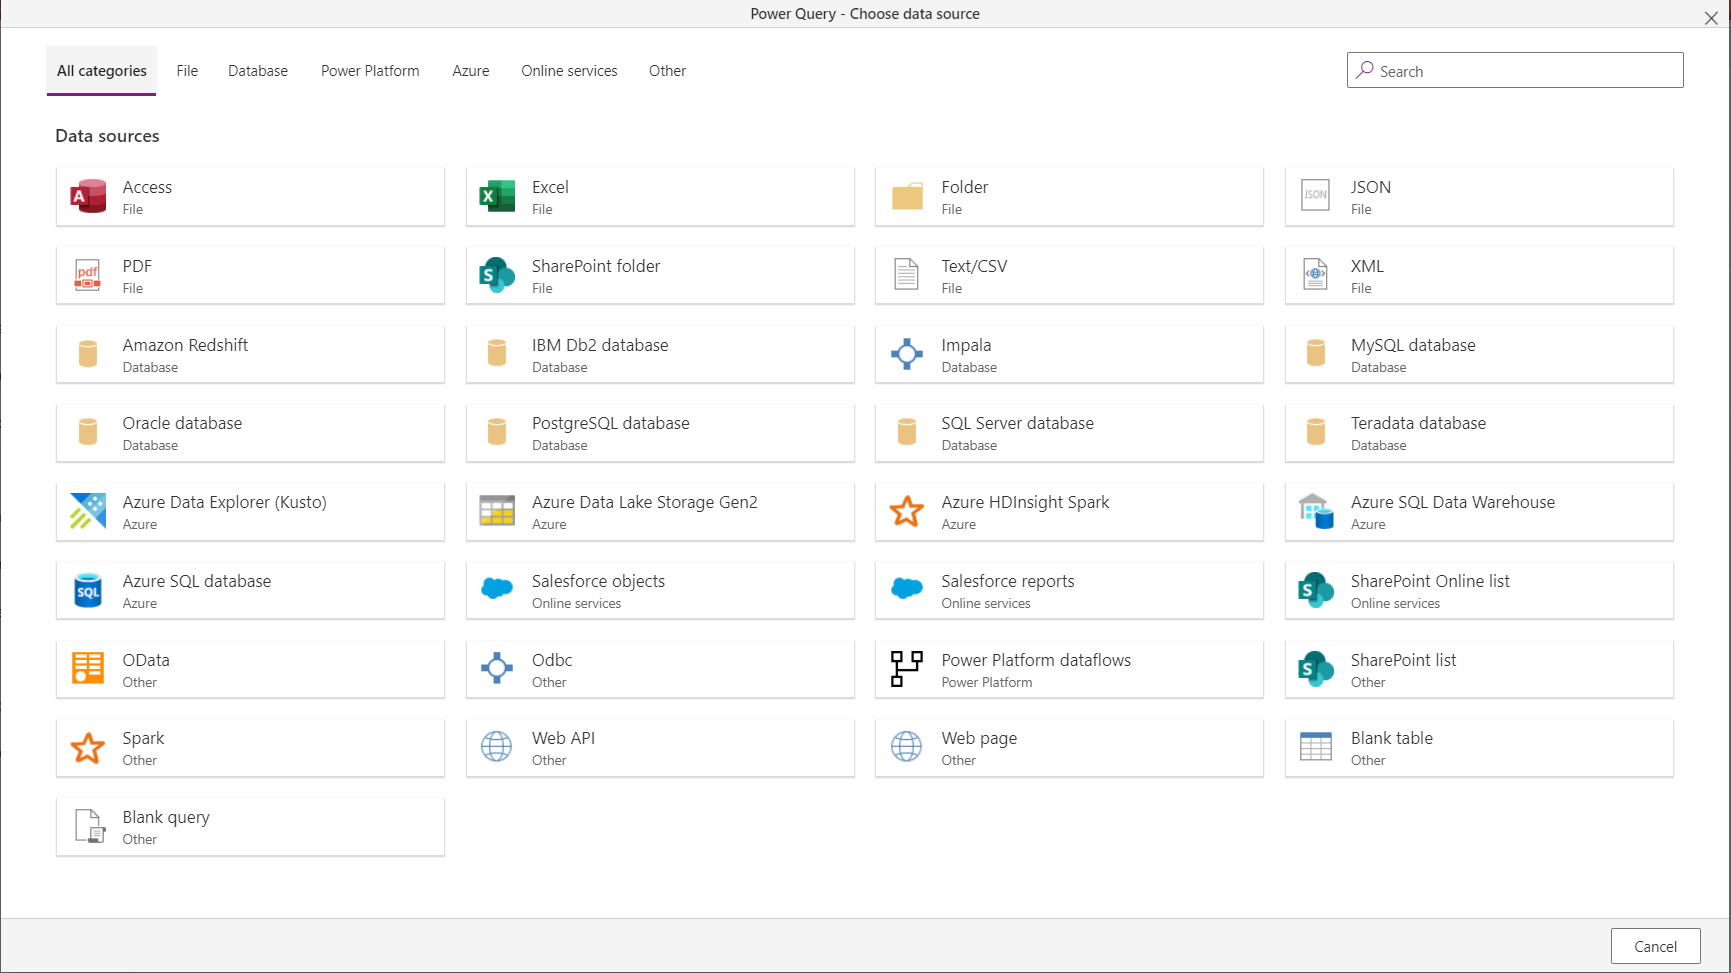 Power Query - Choose data source
All categories
File
Database
Power Platform
Azure
Online services
Other
Search
Data sources
A
Access
File
X
Excel
File
Folder
File
JSON
JSON
File
pdf
PDF
File
S
SharePoint folder
File
Text/CSV
File
XML
File
Amazon Redshift
Database
IBM Db2 database
Database
Impala
Database
MySQL database
Database
Oracle database
Database
PostgreSQL database
Database
SQL Server database
Database
Teradata database
Database
Azure Data Explorer (Kusto)
Azure
Azure Data Lake Storage Gen2
Azure
Azure HDInsight Spark
Azure
Azure SQL Data Warehouse
Azure
SQL
Azure SQL database
Azure
Salesforce objects
Online services
Salesforce reports
Online services
S
SharePoint Online list
Online services
OData
Other
Odbc
Other
Power Platform dataflows
Power Platform
S
SharePoint list
Other
Spark
Other
Web API
Other
Web page
Other
Blank table
Other
Blank query
Other
Cancel